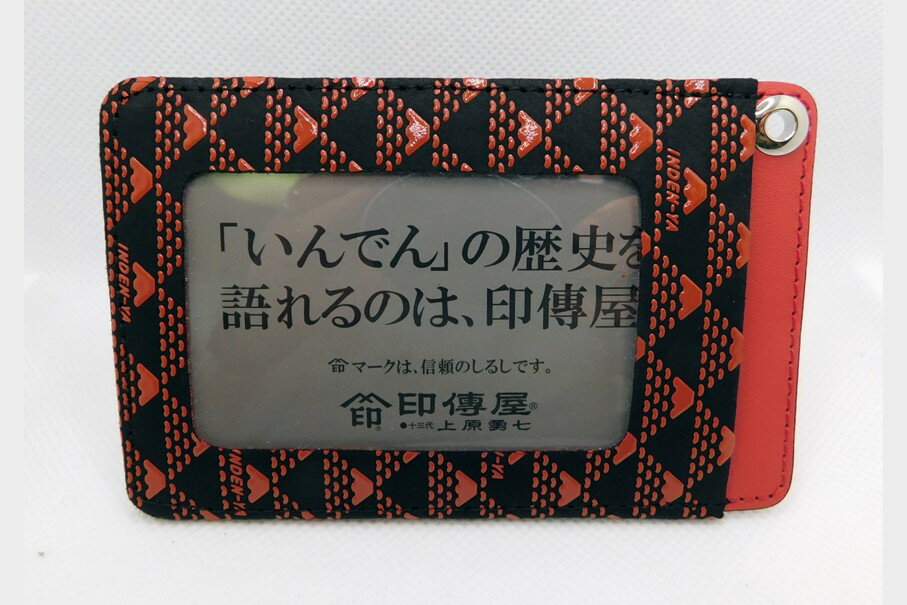 「いんでん」の歴史を
語れるのは、印傳屋
印マークは、信頼のしるしです。
印 印傳屋®
●十三代 上原勇七
INDEN-YA
INDEN-YA
INDEN-YA
INDEN-YA